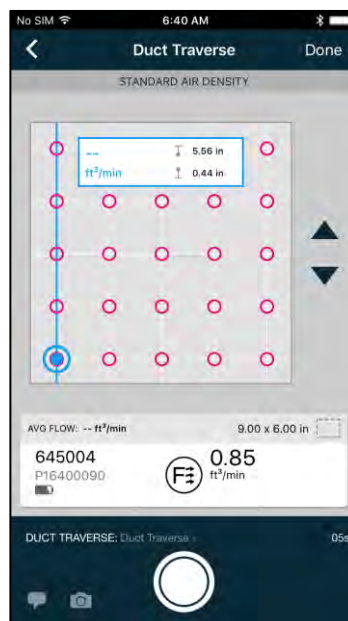 No SIM 6:40 AM
Duct Traverse Done
STANDARD AIR DENSITY
-- 5.56 in
ft³/min 0.44 in
AVG FLOW: -- ft³/min 9.00 x 6.00 in
645004 0.85
P16400090 F ft³/min
DUCT TRAVERSE: Duct Traverse - 05s